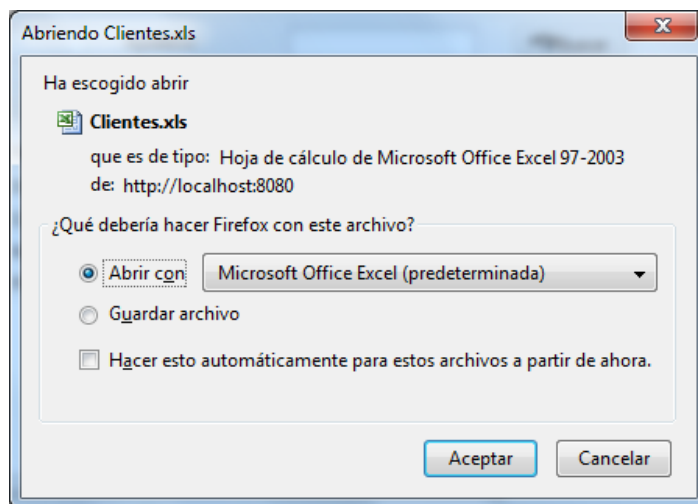 Abriendo Clientes.xls
Ha escogido abrir
Clientes.xls
que es de tipo: Hoja de cálculo de Microsoft Office Excel 97-2003
de: http://localhost:8080
¿Qué debería hacer Firefox con este archivo?
Abrir con Microsoft Office Excel (predeterminada)
Guardar archivo
Hacer esto automáticamente para estos archivos a partir de ahora.
Aceptar Cancelar